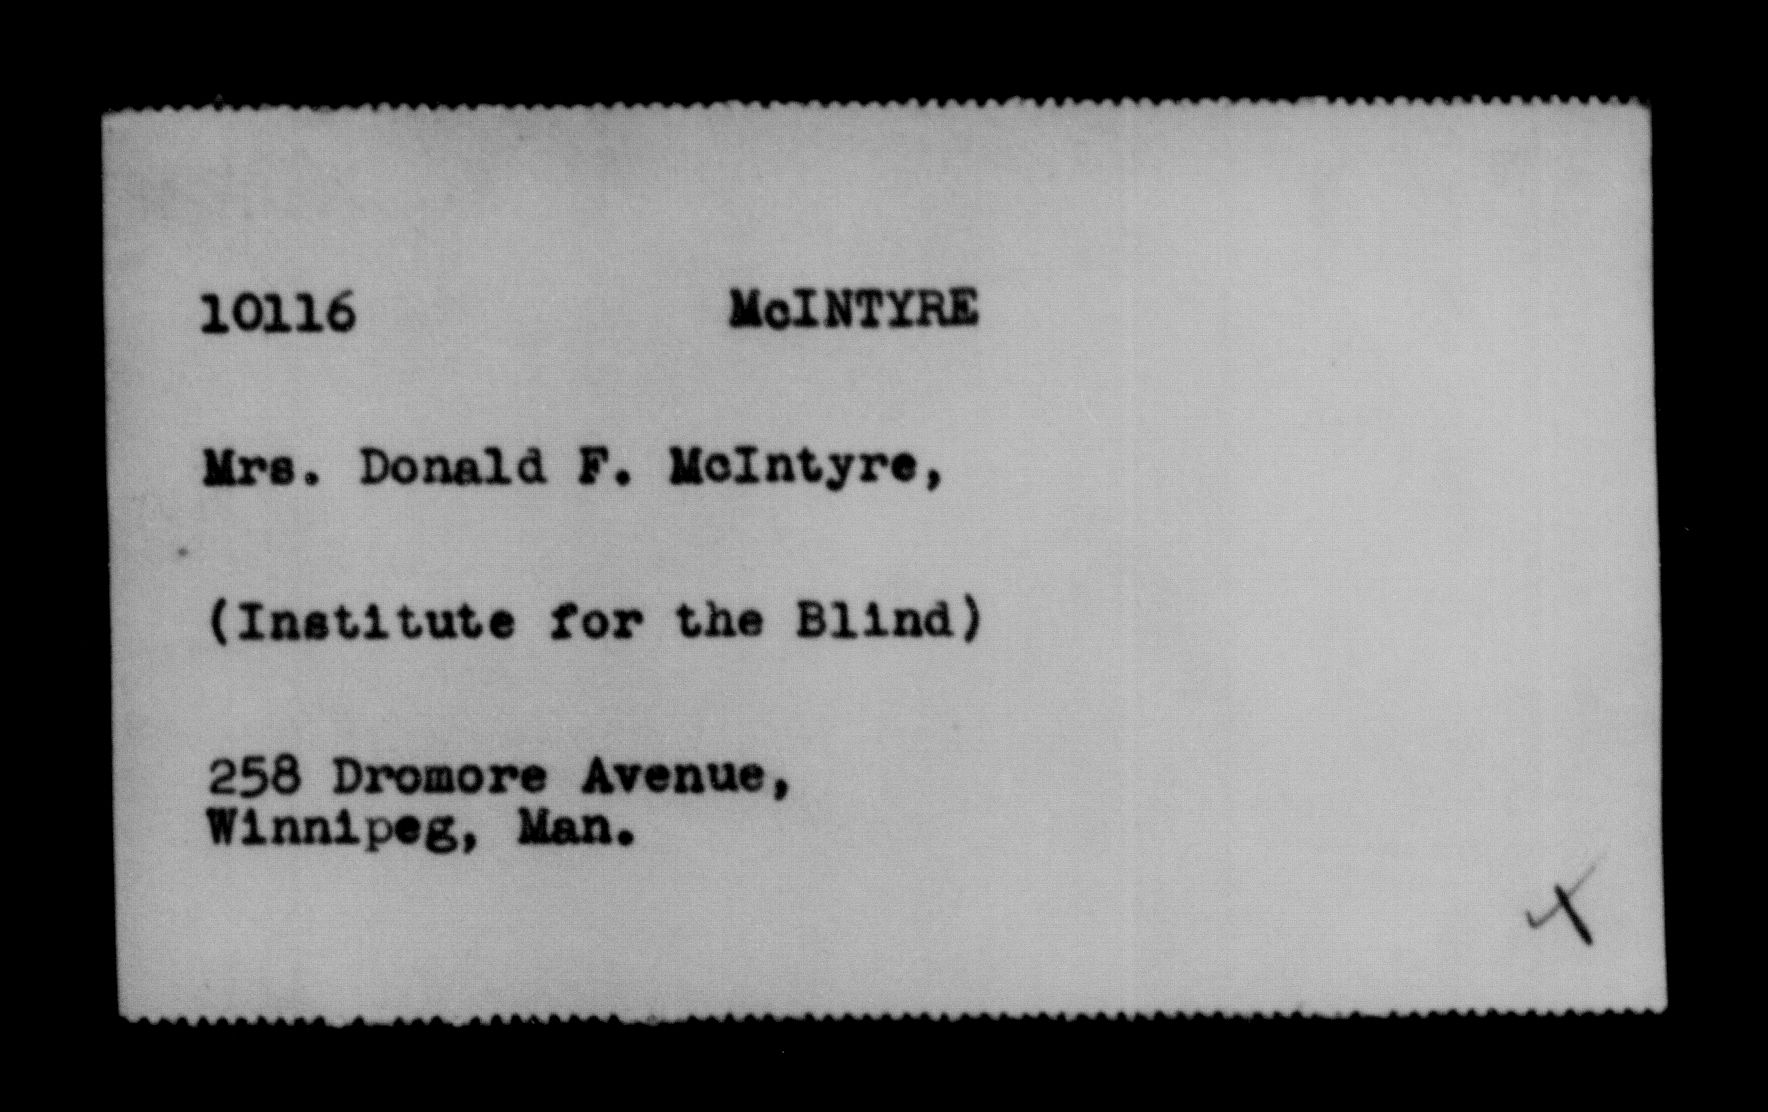 10116 McINTYRE
Mrs. Donald F. McIntyre,
(Institute for the Blind)
258 Dromore Avenue,
Winnipeg, Man.